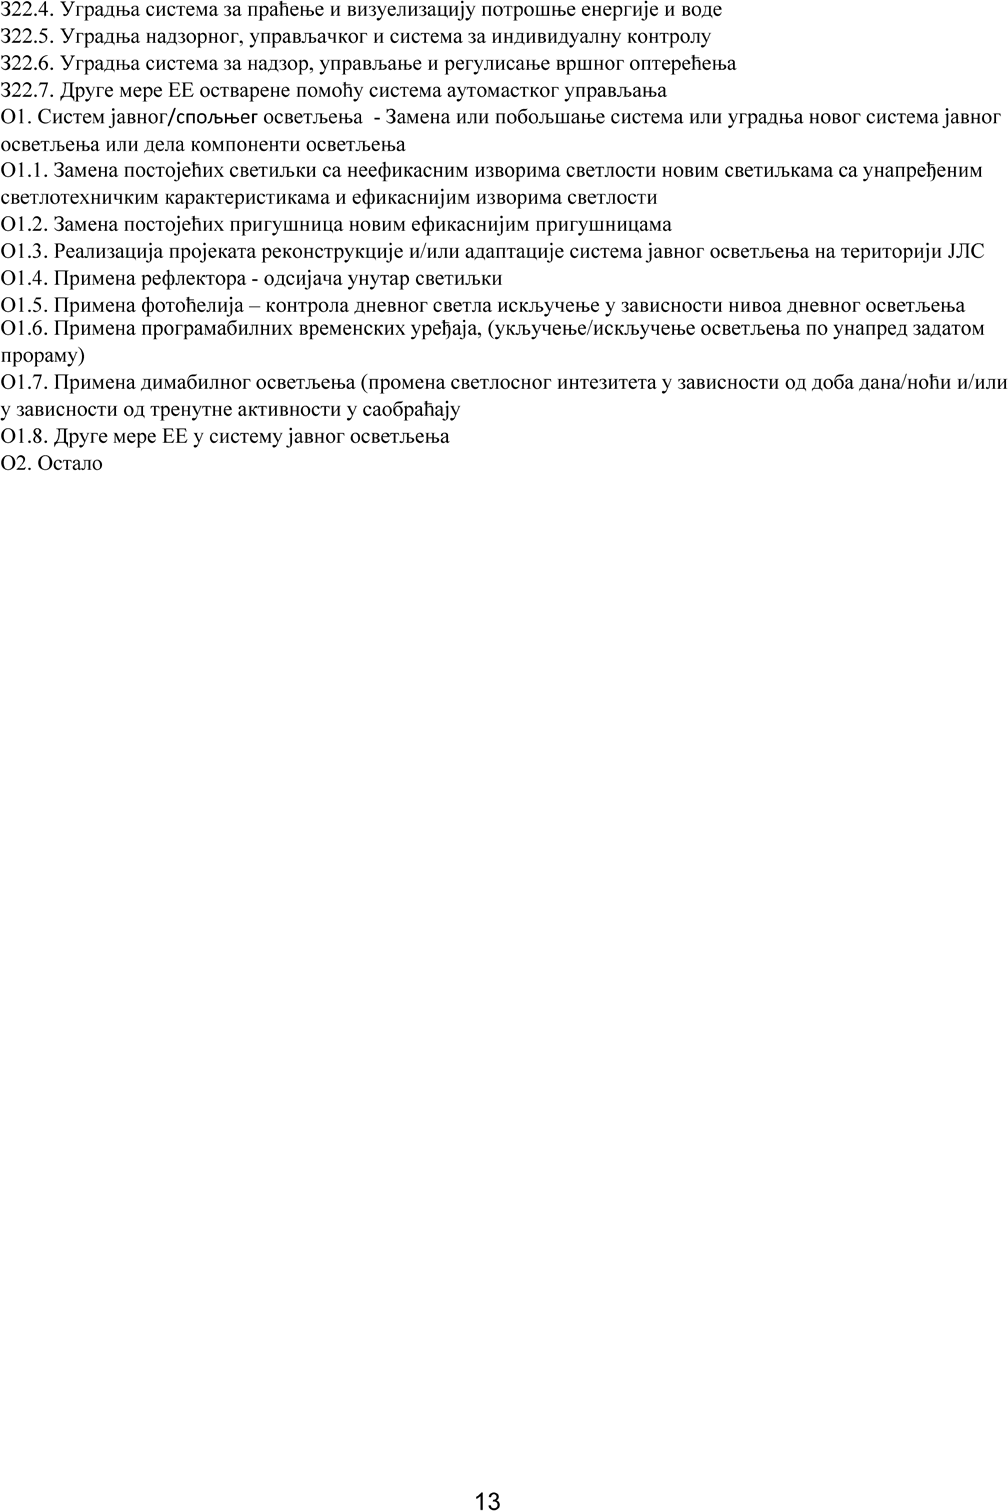 З22.4. Уградња система за праћење и визуелизацију потрошње енергије и воде
З22.5. Уградња надзорног, управљачког и система за индивидуалну контролу
З22.6. Уградња система за надзор, управљање и регулисање вршног оптерећења
З22.7. Друге мере ЕЕ остварене помоћу система аутомастког управљања
О1. Систем јавног/спољњег осветљења  - Замена или побољшање система или уградња новог система јавног
осветљења или дела компоненти осветљења
О1.1. Замена постојећих светиљки са неефикасним изворима светлости новим светиљкама са унапређеним
светлотехничким карактеристикама и ефикаснијим изворима светлости
О1.2. Замена постојећих пригушница новим ефикаснијим пригушницама
О1.3. Реализација пројеката реконструкције и/или адаптације система јавног осветљења на територији ЈЛС
О1.4. Примена рефлектора - одсијача унутар светиљки
О1.5. Примена фотоћелија – контрола дневног светла искључење у зависности нивоа дневног осветљења
О1.6. Примена програмабилних временских уређаја, (укључење/искључење осветљења по унапред задатом
прораму)
О1.7. Примена димабилног осветљења (промена светлосног интезитета у зависности од доба дана/ноћи и/или
у зависности од тренутне активности у саобраћају
О1.8. Друге мере ЕЕ у систему јавног осветљења
О2. Остало
13